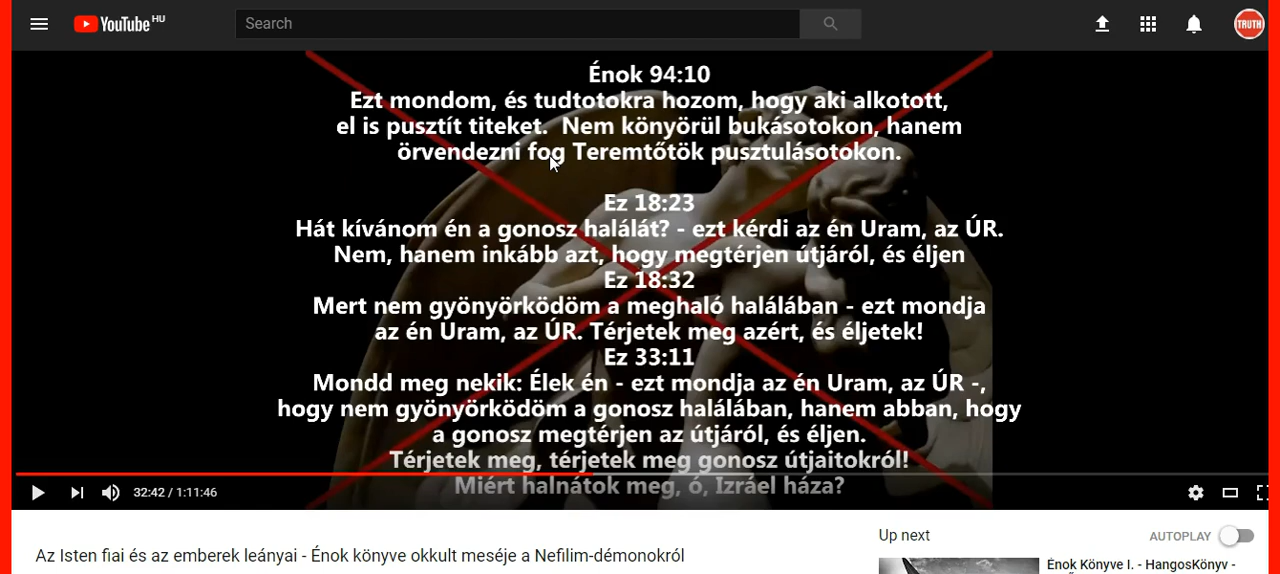 YouTube HU
Search
TRUTH
Énok 94:10
Ezt mondom, és tudtotokra hozom, hogy aki alkotott,
el is pusztít titeket. Nem könyörül bukásotokon, hanem
örvendezni fog Teremtőtök pusztulásotokon.
Ez 18:23
Hát kívánom én a gonosz halálát? - ezt kérdi az én Uram, az ÚR.
Nem, hanem inkább azt, hogy megtérjen útjáról, és éljen
Ez 18:32
Mert nem gyönyörködöm a meghaló halálában - ezt mondja
az én Uram, az ÚR. Térjetek meg azért, és éljetek!
Ez 33:11
Mondd meg nekik: Élek én - ezt mondja az én Uram, az ÚR -,
hogy nem gyönyörködöm a gonosz halálában, hanem abban, hogy
a gonosz megtérjen az útjáról, és éljen.
Térjetek meg, térjetek meg gonosz útjaitokról!
Miért halnátok meg, ó, Izráel háza?
32:42 / 1:11:46
Az Isten fiai és az emberek leányai - Énok könyve okkult meséje a Nefilim-démonokról
Up next
AUTOPLAY
Énok Könyve I. - HangosKönyv -